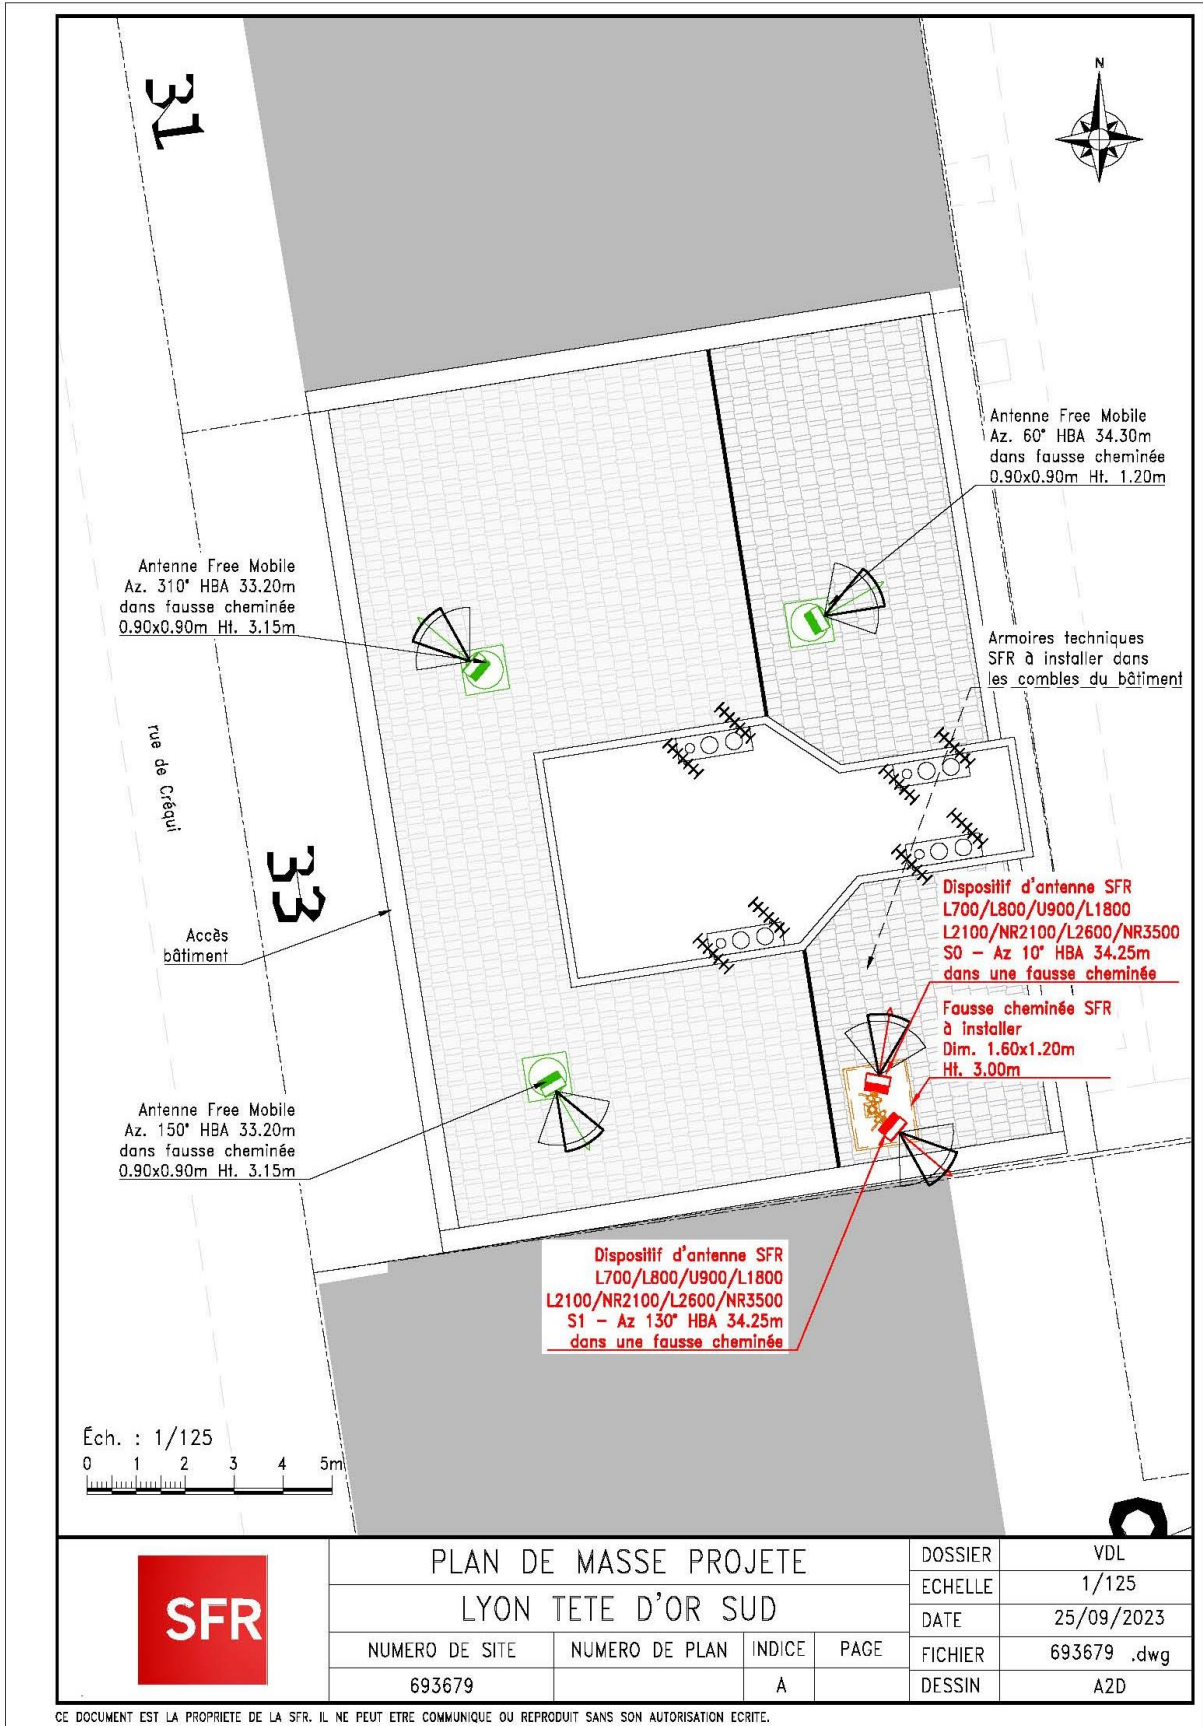 31
N
Antenne Free Mobile
Az. 60° HBA 34.30m
dans fausse cheminée
0.90x0.90m Ht. 1.20m
Antenne Free Mobile
Az. 310° HBA 33.20m
dans fausse cheminée
0.90x0.90m Ht. 3.15m
Armoires techniques
SFR à installer dans
les combles du bâtiment
rue de Créqui
33
Accès
bâtiment
Dispositif d'antenne SFR
L700/L800/U900/L1800
L2100/NR2100/L2600/NR3500
S0 - Az 10° HBA 34.25m
dans une fausse cheminée
Fausse cheminée SFR
à installer
Dim. 1.60x1.20m
Ht. 3.00m
Antenne Free Mobile
Az. 150° HBA 33.20m
dans fausse cheminée
0.90x0.90m Ht. 3.15m
Dispositif d'antenne SFR
L700/L800/U900/L1800
L2100/NR2100/L2600/NR3500
S1 - Az 130° HBA 34.25m
dans une fausse cheminée
Éch. : 1/125
0 1 2 3 4 5m
SFR
PLAN DE MASSE PROJETE
LYON TETE D'OR SUD
NUMERO DE SITE NUMERO DE PLAN INDICE PAGE
693679 A
DOSSIER VDL
ECHELLE 1/125
DATE 25/09/2023
FICHIER 693679 .dwg
DESSIN A2D
CE DOCUMENT EST LA PROPRIETE DE LA SFR. IL NE PEUT ETRE COMMUNIQUE OU REPRODUIT SANS SON AUTORISATION ECRITE.